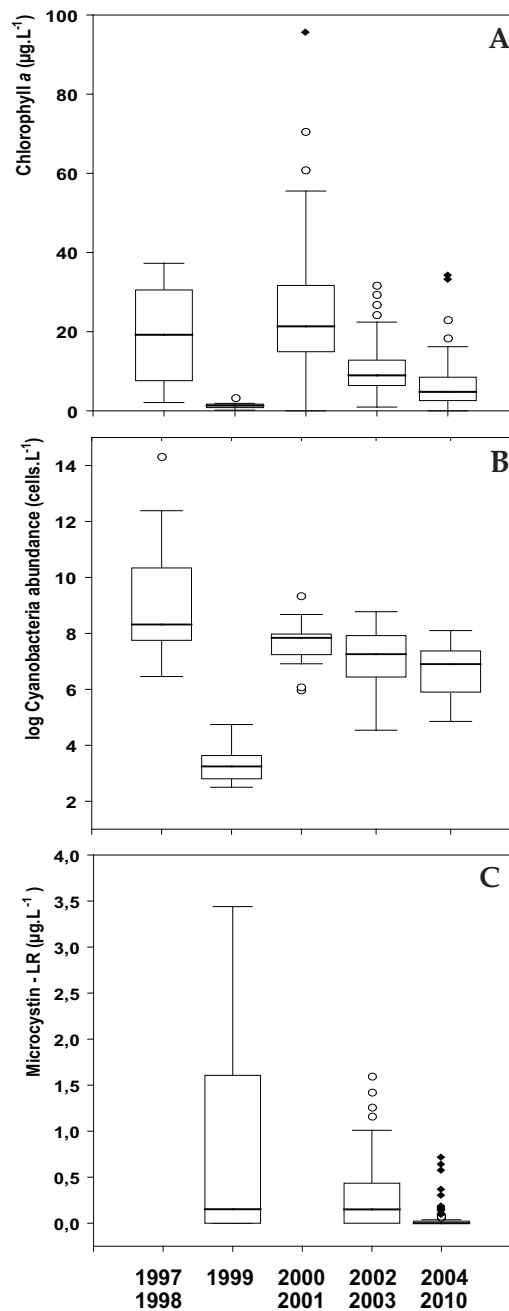 A
Chlorophyll a (µg.L⁻¹)
100
80
60
40
20
0
B
log Cyanobacteria abundance (cells.L⁻¹)
14
12
10
8
6
4
2
C
Microcystin - LR (µg.L⁻¹)
4,0
3,5
3,0
2,5
2,0
1,5
1,0
0,5
0,0
1997 1999 2000 2002 2004
1998 2001 2003 2010